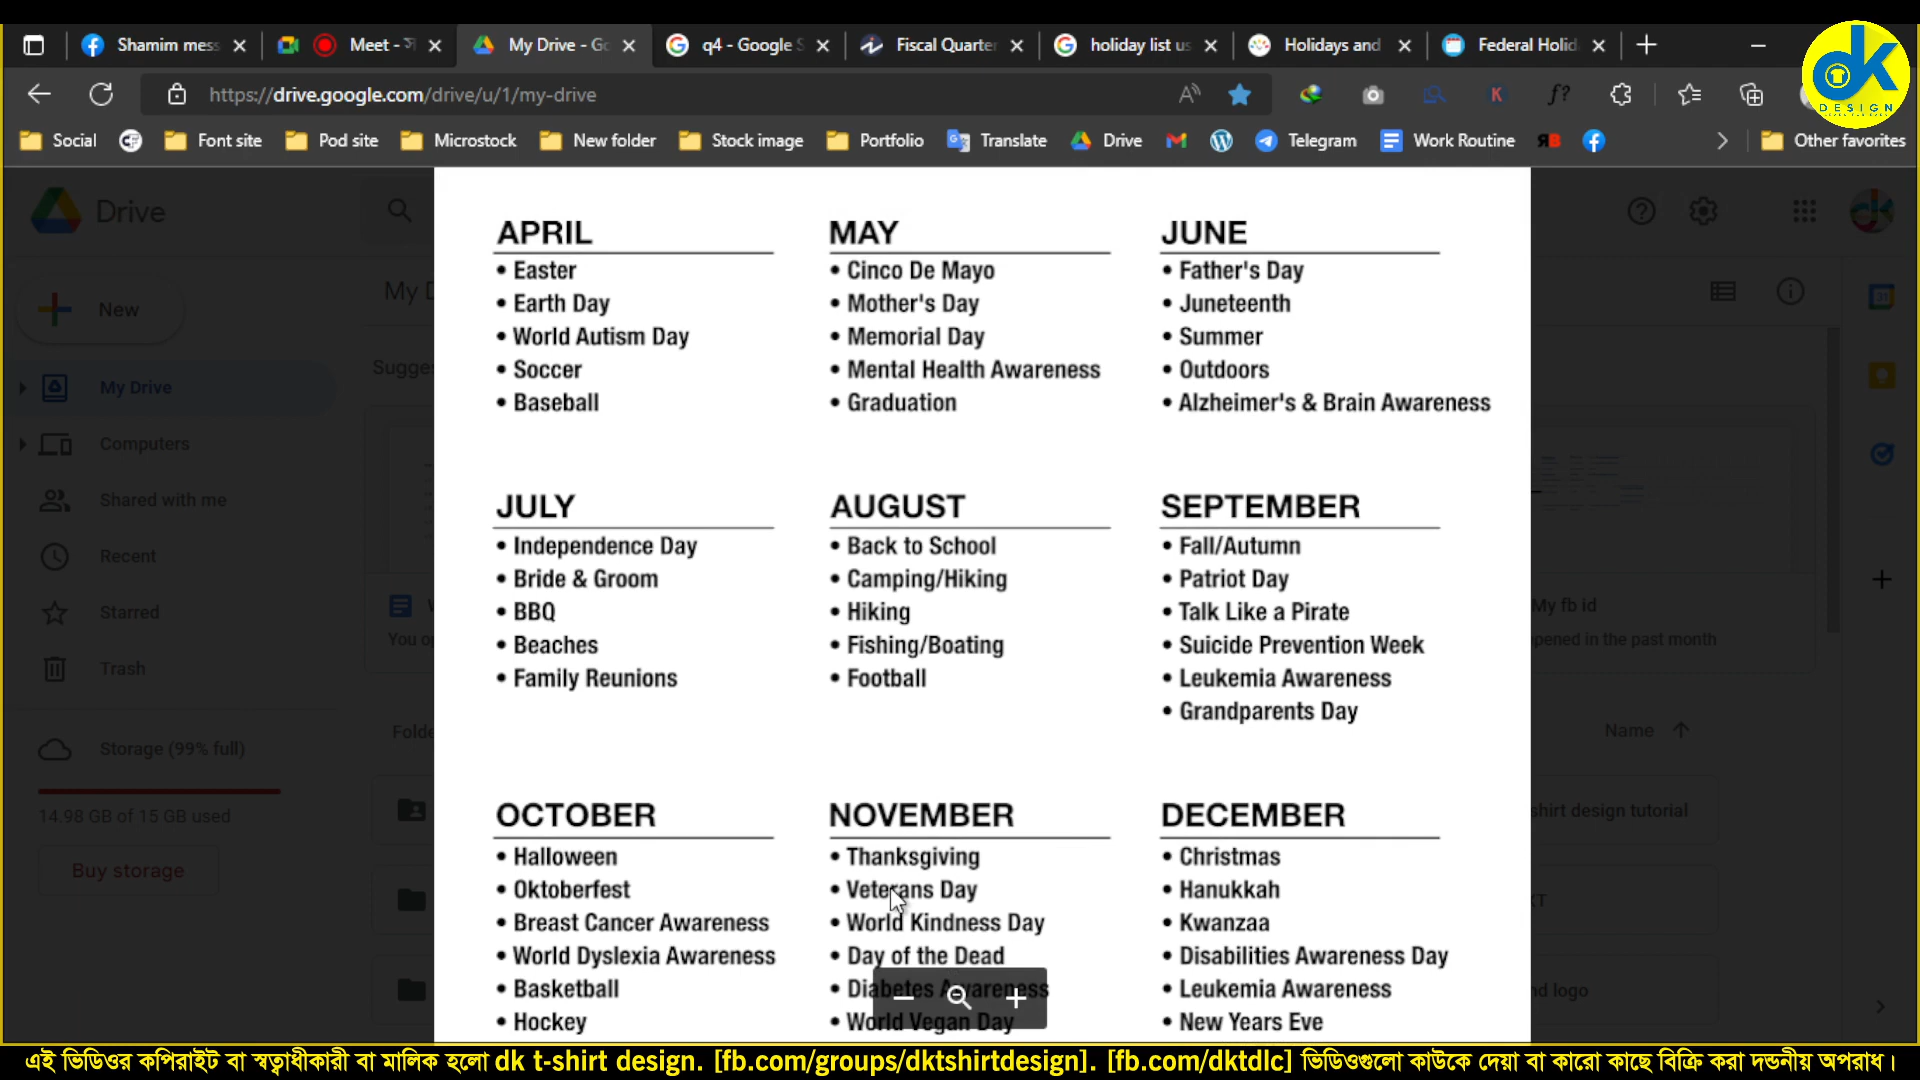 Shamim mess
Meet -
My Drive - Go
q4 - Google S
Fiscal Quarter
holiday list us
Holidays and
Federal Holid
https://drive.google.com/drive/u/1/my-drive
Social
Font site
Pod site
Microstock
New folder
Stock image
Portfolio
Translate
Drive
Telegram
Work Routine
Other favorites
dk
DESIGN
Drive
New
My Drive
Computers
Shared with me
Recent
Starred
Trash
Storage (99% full)
14.98 GB of 15 GB used
Buy storage
My D
Sugge
You op
Folde
APRIL
• Easter
• Earth Day
• World Autism Day
• Soccer
• Baseball
MAY
• Cinco De Mayo
• Mother's Day
• Memorial Day
• Mental Health Awareness
• Graduation
JUNE
• Father's Day
• Juneteenth
• Summer
• Outdoors
• Alzheimer's & Brain Awareness
JULY
• Independence Day
• Bride & Groom
• BBQ
• Beaches
• Family Reunions
AUGUST
• Back to School
• Camping/Hiking
• Hiking
• Fishing/Boating
• Football
SEPTEMBER
• Fall/Autumn
• Patriot Day
• Talk Like a Pirate
• Suicide Prevention Week
• Leukemia Awareness
• Grandparents Day
OCTOBER
• Halloween
• Oktoberfest
• Breast Cancer Awareness
• World Dyslexia Awareness
• Basketball
• Hockey
NOVEMBER
• Thanksgiving
• Veterans Day
• World Kindness Day
• Day of the Dead
• Diabetes Awareness
• World Vegan Day
DECEMBER
• Christmas
• Hanukkah
• Kwanzaa
• Disabilities Awareness Day
• Leukemia Awareness
• New Years Eve
My fb id
pened in the past month
Name
shirt design tutorial
nd logo
এই ভিডিওর কপিরাইট বা স্বত্বাধীকারী বা মালিক হলো dk t-shirt design. [fb.com/groups/dktshirtdesign]. [fb.com/dktdlc] ভিডিওগুলো কাউকে দেয়া বা কারো কাছে বিক্রি করা দন্ডনীয় অপরাধ।